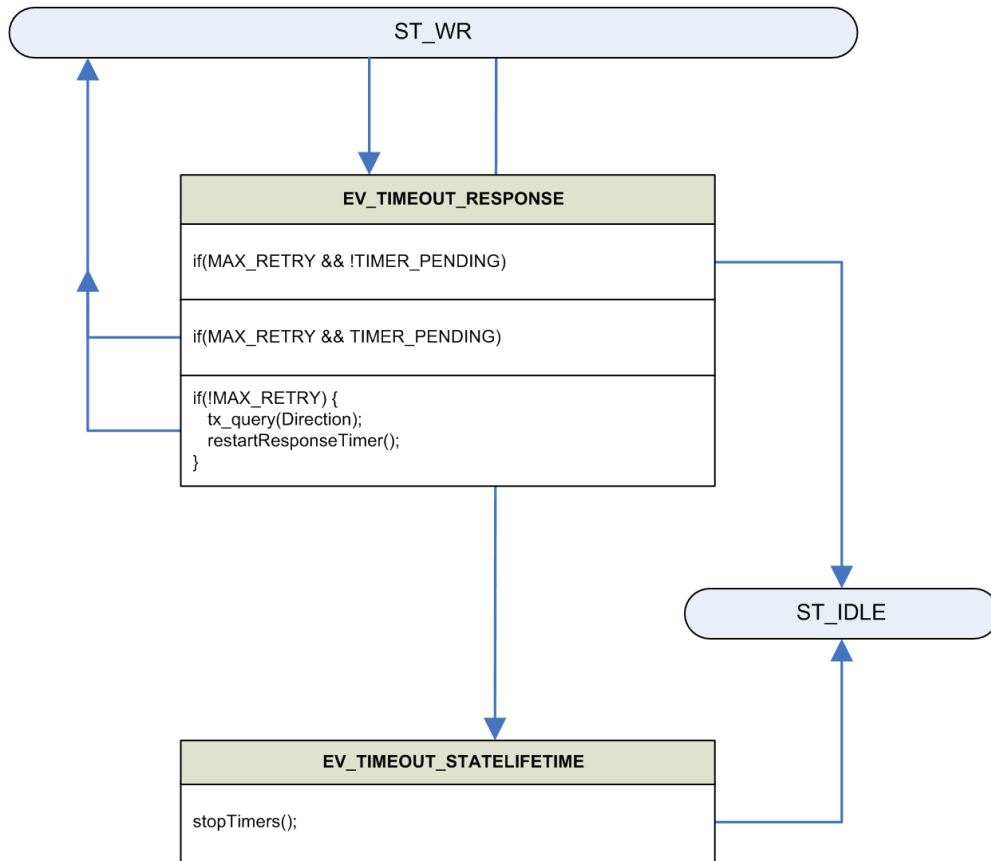 ST_WR
EV_TIMEOUT_RESPONSE
if(MAX_RETRY && !TIMER_PENDING)
if(MAX_RETRY && TIMER_PENDING)
if(!MAX_RETRY) {
tx_query(Direction);
restartResponseTimer();
}
ST_IDLE
EV_TIMEOUT_STATELIFETIME
stopTimers();